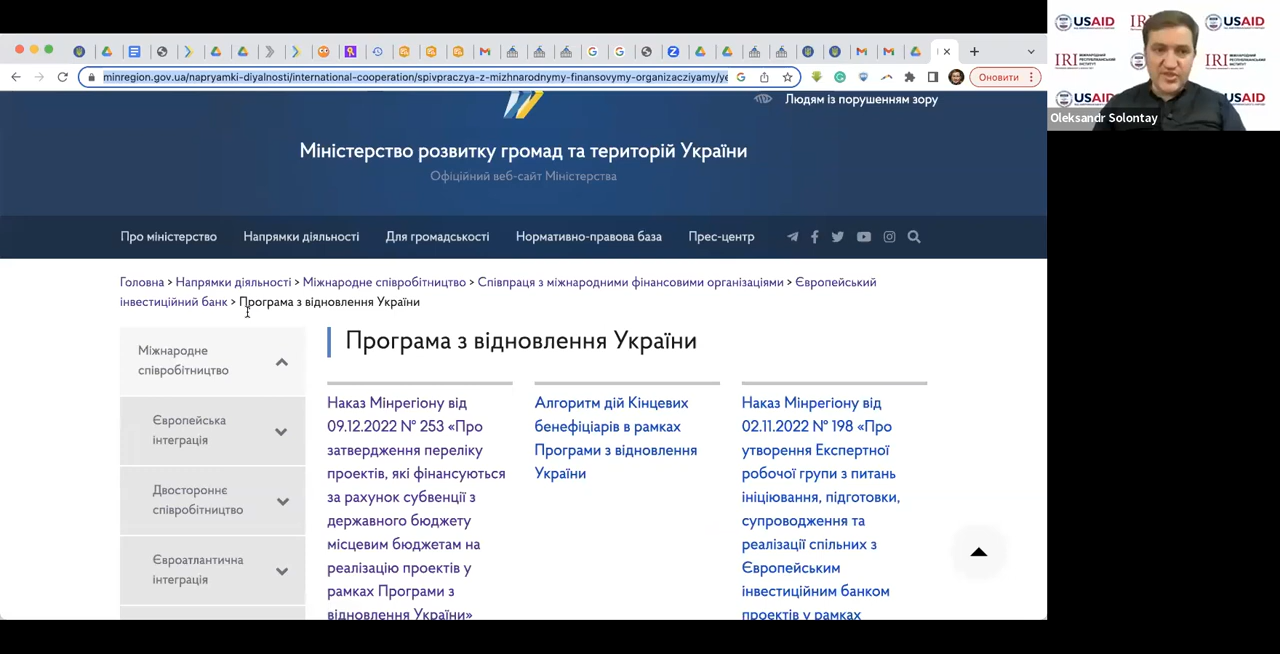 minregion.gov.ua/napryamki-diyalnosti/international-cooperation/spivpraczya-z-mizhnarodnymy-finansovymy-organizacziyamy/ye
Оновити
Людям із порушенням зору
Міністерство розвитку громад та територій України
Офіційний веб-сайт Міністерства
Про міністерство Напрямки діяльності Для громадськості Нормативно-правова база Прес-центр
Головна > Напрямки діяльності > Міжнародне співробітництво > Співпраця з міжнародними фінансовими організаціями > Європейський
інвестиційний банк > Програма з відновлення України
Міжнародне
співробітництво
Європейська
інтеграція
Двостороннє
співробітництво
Євроатлантична
інтеграція
Програма з відновлення України
Наказ Мінрегіону від
09.12.2022 № 253 «Про
затвердження переліку
проектів, які фінансуються
за рахунок субвенції з
державного бюджету
місцевим бюджетам на
реалізацію проектів у
рамках Програми з
відновлення України»
Алгоритм дій Кінцевих
бенефіціарів в рамках
Програми з відновлення
України
Наказ Мінрегіону від
02.11.2022 № 198 «Про
утворення Експертної
робочої групи з питань
ініціювання, підготовки,
супроводження та
реалізації спільних з
Європейським
інвестиційним банком
проектів у рамках
USAID
IRI
USAID
IRI
IRI
USAID
USAID
Oleksandr Solontay